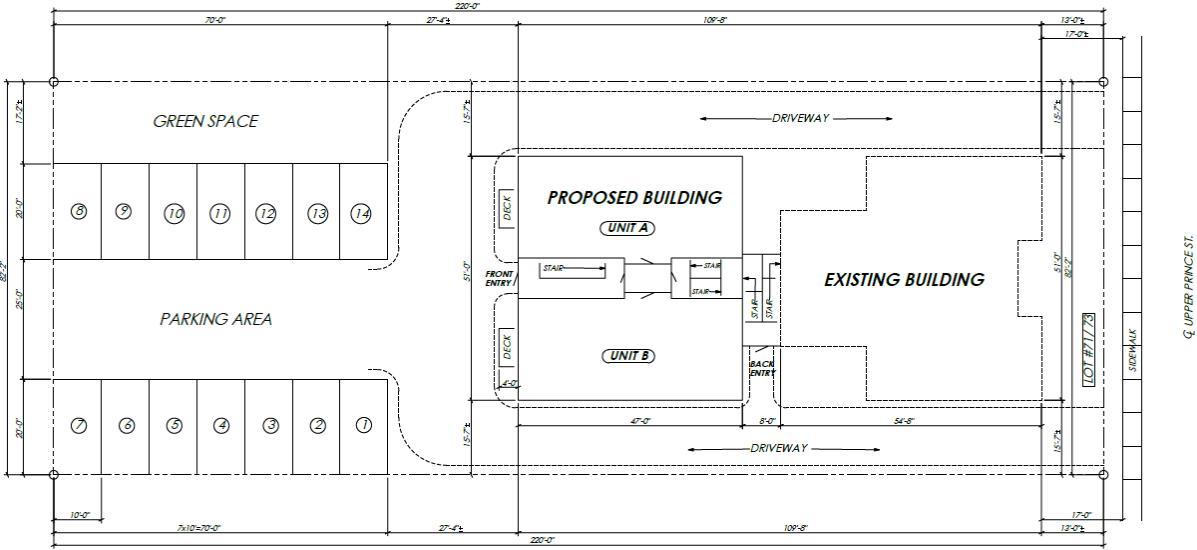 220'-0"
70'-0"
27'-4"±
109'-8"
13'-0"±
17'-0"±
17'-2"±
GREEN SPACE
15'-7"±
DRIVEWAY
15'-7"±
20'-0"
8
9
10
11
12
13
14
DECK
PROPOSED BUILDING
UNIT A
82'-2"
51'-0"
FRONT
ENTRY
STAIR
STAIR
STAIR
STAIR
STAIR
EXISTING BUILDING
51'-0"
82'-2"
℄ UPPER PRINCE ST.
25'-0"
PARKING AREA
DECK
UNIT B
BACK
ENTRY
LOT #71/73
SIDEWALK
4'-0"
20'-0"
7
6
5
4
3
2
1
15'-7"±
47'-0"
8'-0"
54'-8"
DRIVEWAY
15'-7"±
10'-0"
17'-0"
7x10'=70'-0"
27'-4"±
109'-8"
13'-0"±
220'-0"